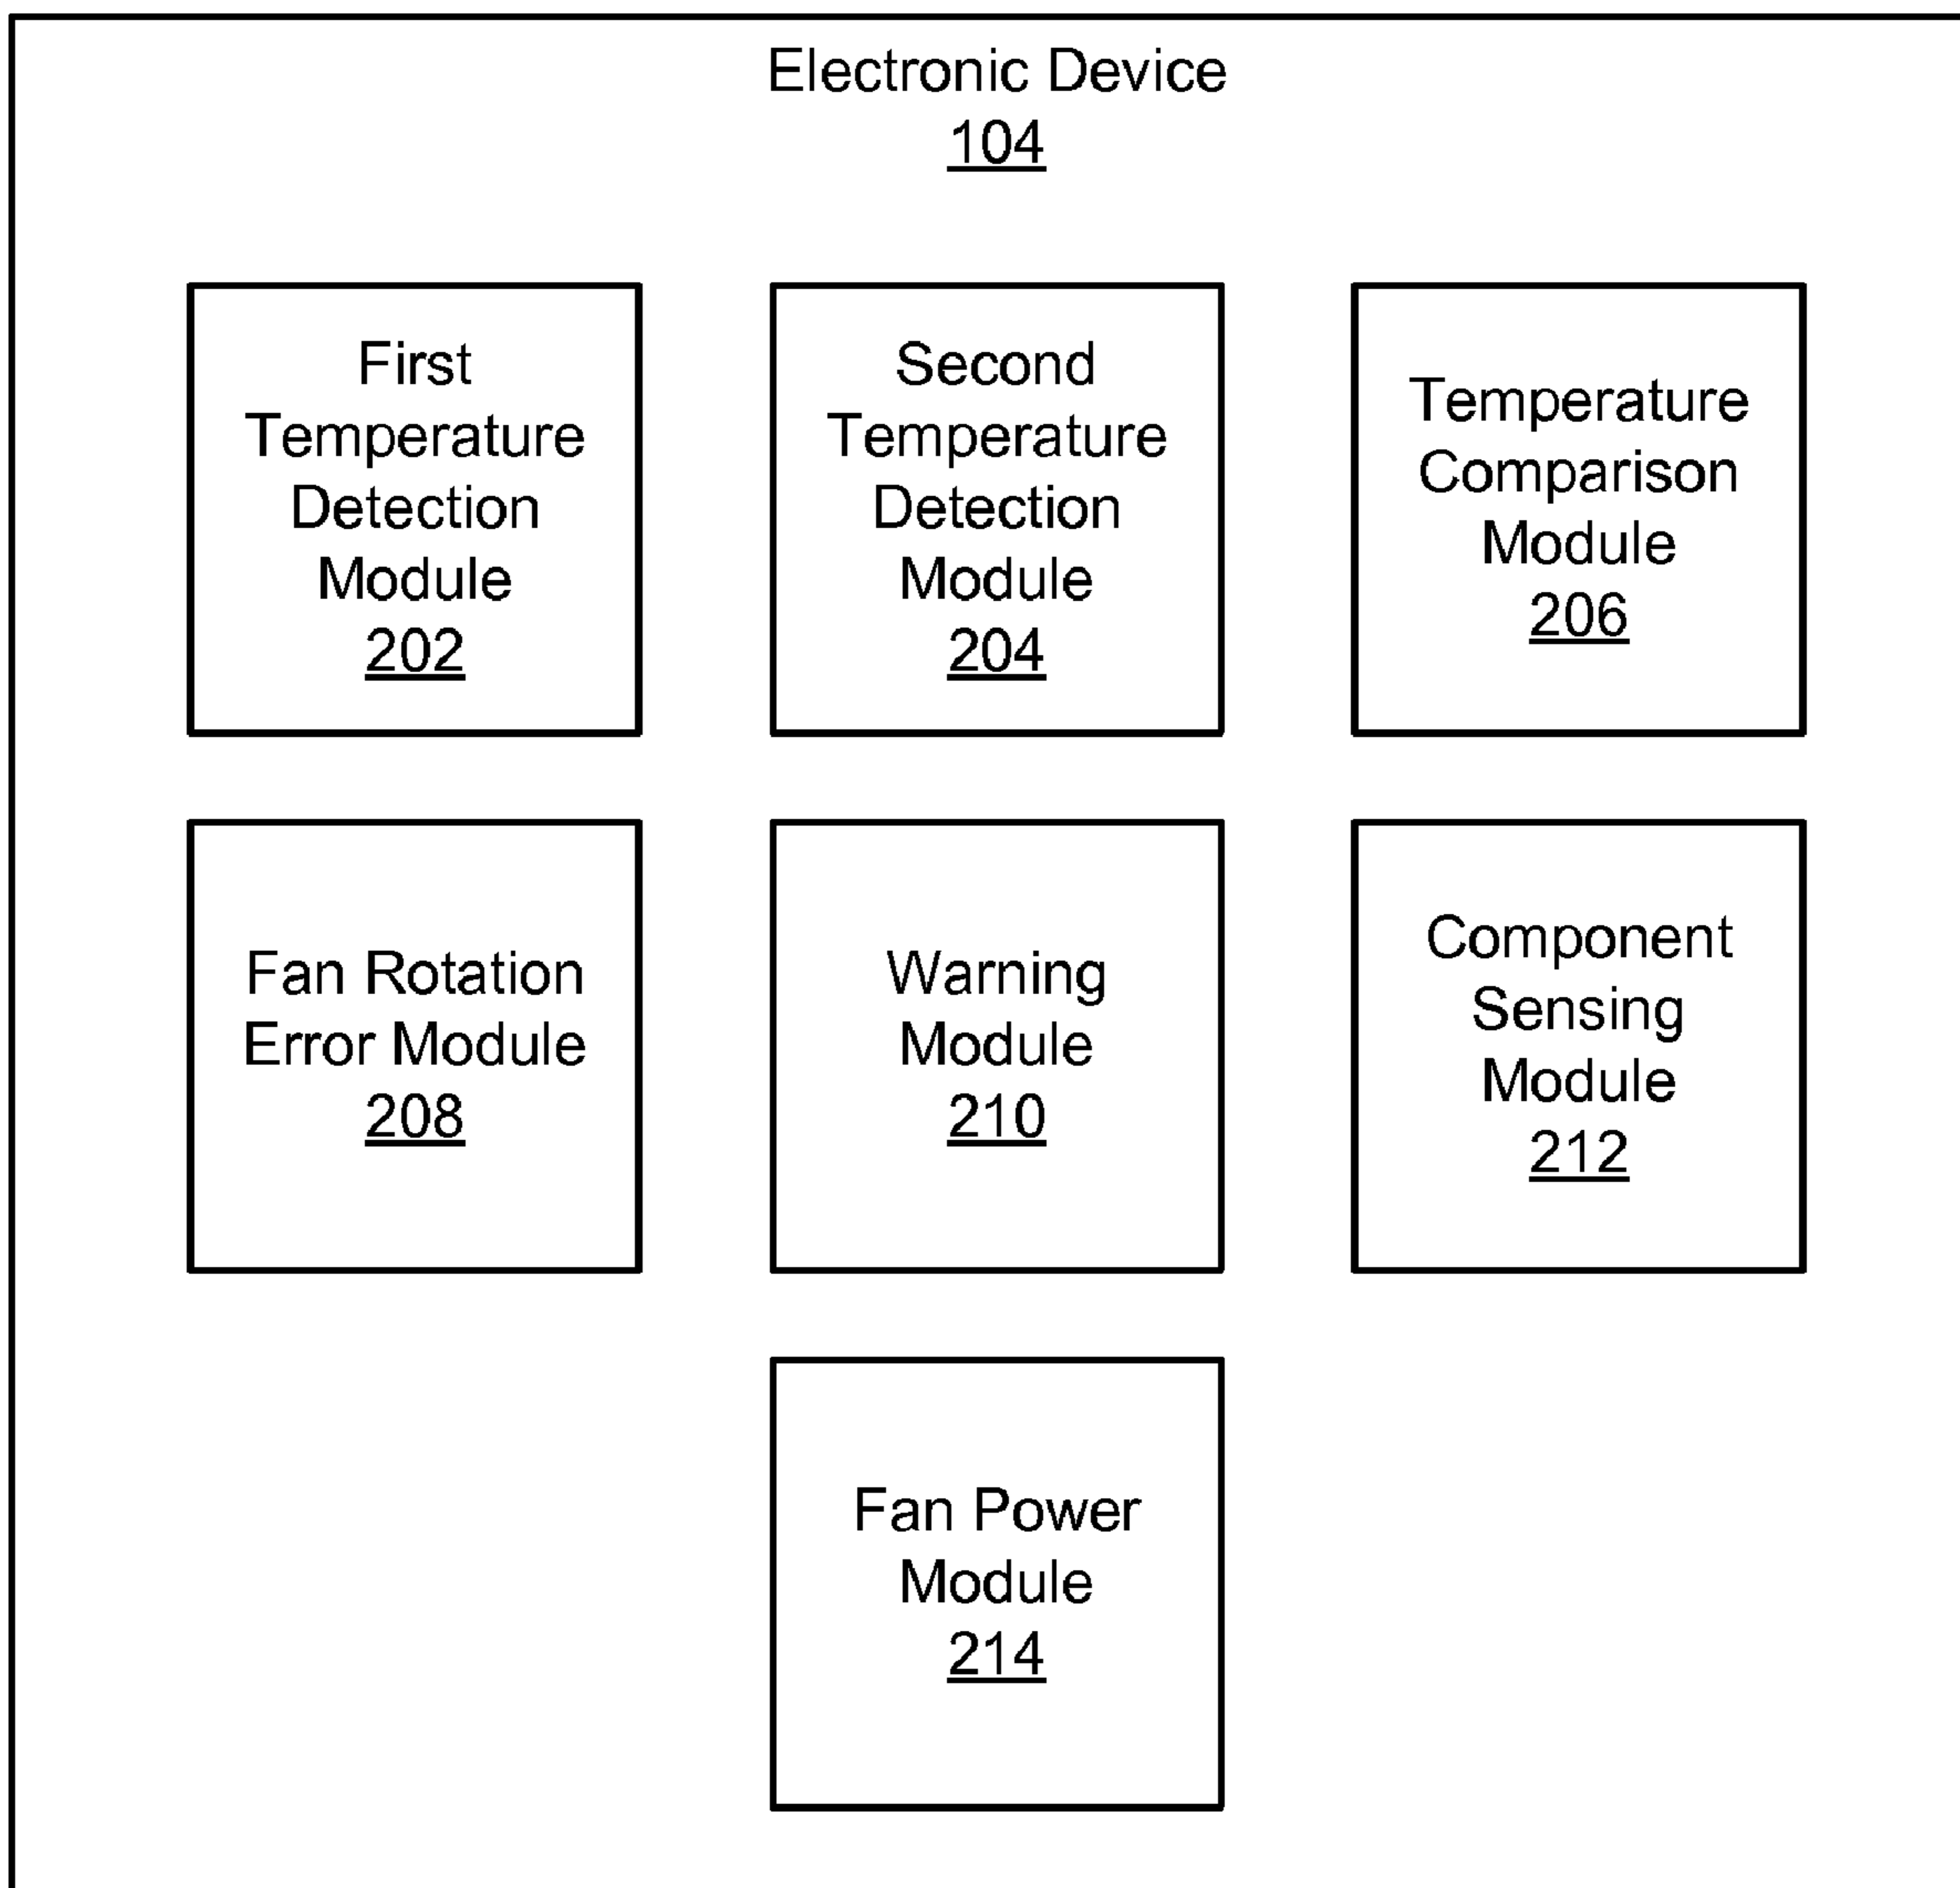 Electronic Device
104
First
Temperature
Detection
Module
202
Second
Temperature
Detection
Module
204
Temperature
Comparison
Module
206
Fan Rotation
Error Module
208
Warning
Module
210
Component
Sensing
Module
212
Fan Power
Module
214